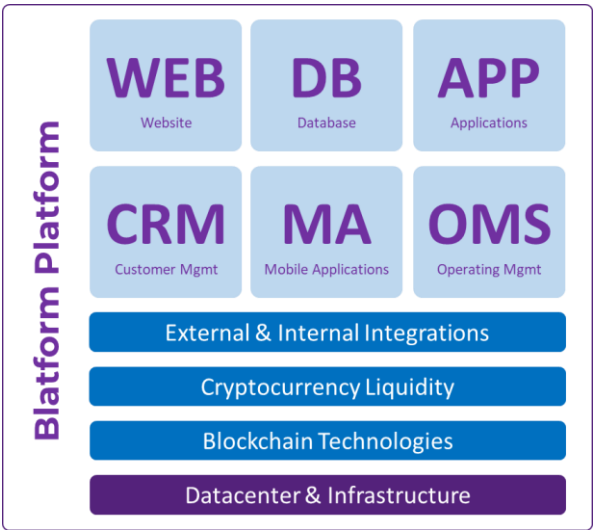 Blatform Platform
WEB
Website
DB
Database
APP
Applications
CRM
Customer Mgmt
MA
Mobile Applications
OMS
Operating Mgmt
External & Internal Integrations
Cryptocurrency Liquidity
Blockchain Technologies
Datacenter & Infrastructure